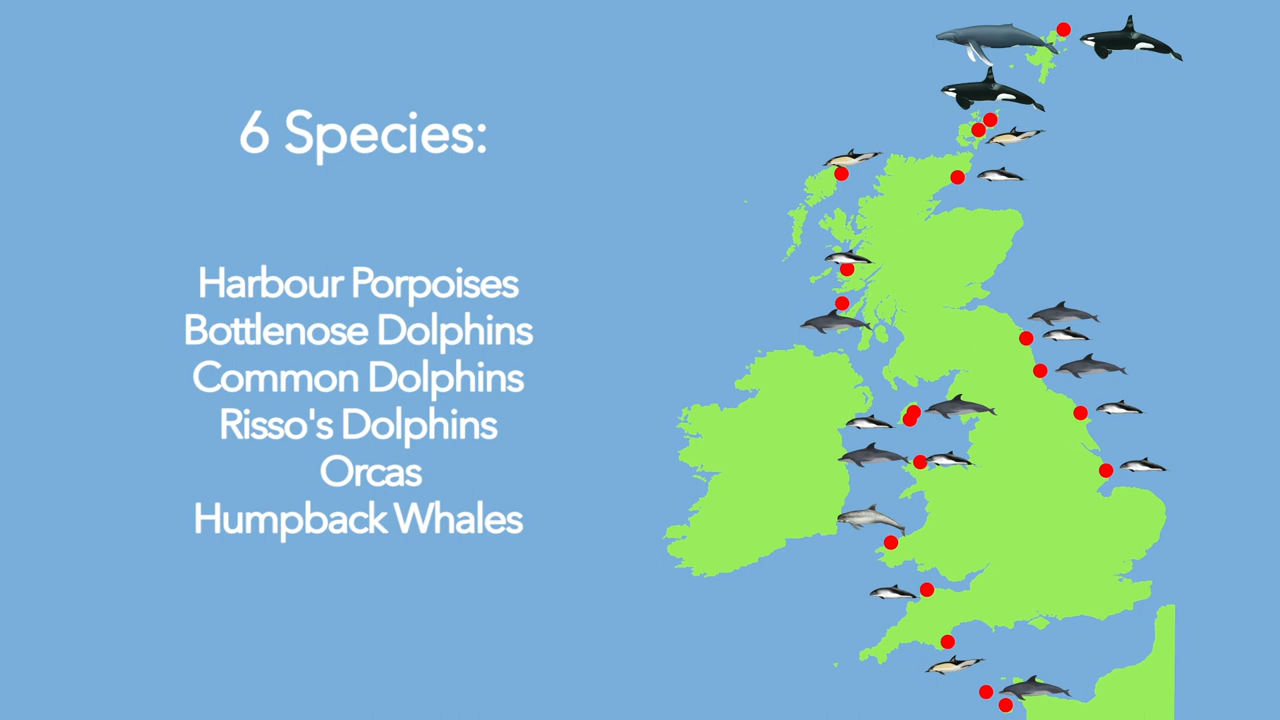 6 Species:
Harbour Porpoises
Bottlenose Dolphins
Common Dolphins
Risso's Dolphins
Orcas
Humpback Whales